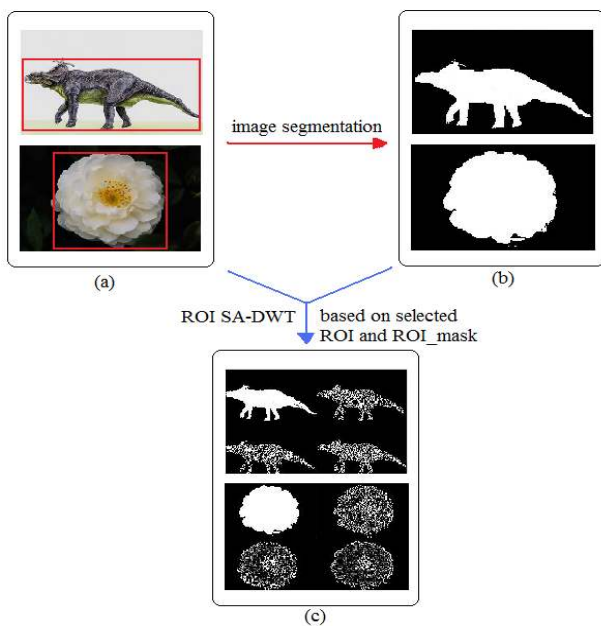 image segmentation
(a)
(b)
ROI SA-DWT
based on selected
ROI and ROI_mask
(c)